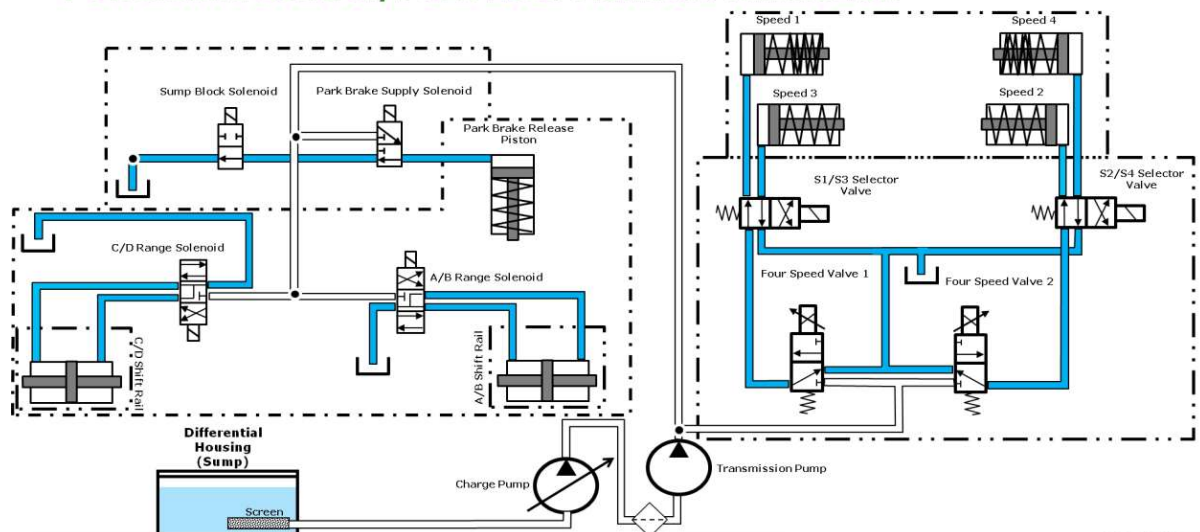 Speed 1
Speed 4
Sump Block Solenoid
Park Brake Supply Solenoid
Speed 3
Speed 2
Park Brake Release
Piston
S1/S3 Selector
Valve
S2/S4 Selector
Valve
C/D Range Solenoid
A/B Range Solenoid
Four Speed Valve 1
Four Speed Valve 2
C/D Shift Rail
A/B Shift Rail
Differential
Housing
(Sump)
Charge Pump
Transmission Pump
Screen